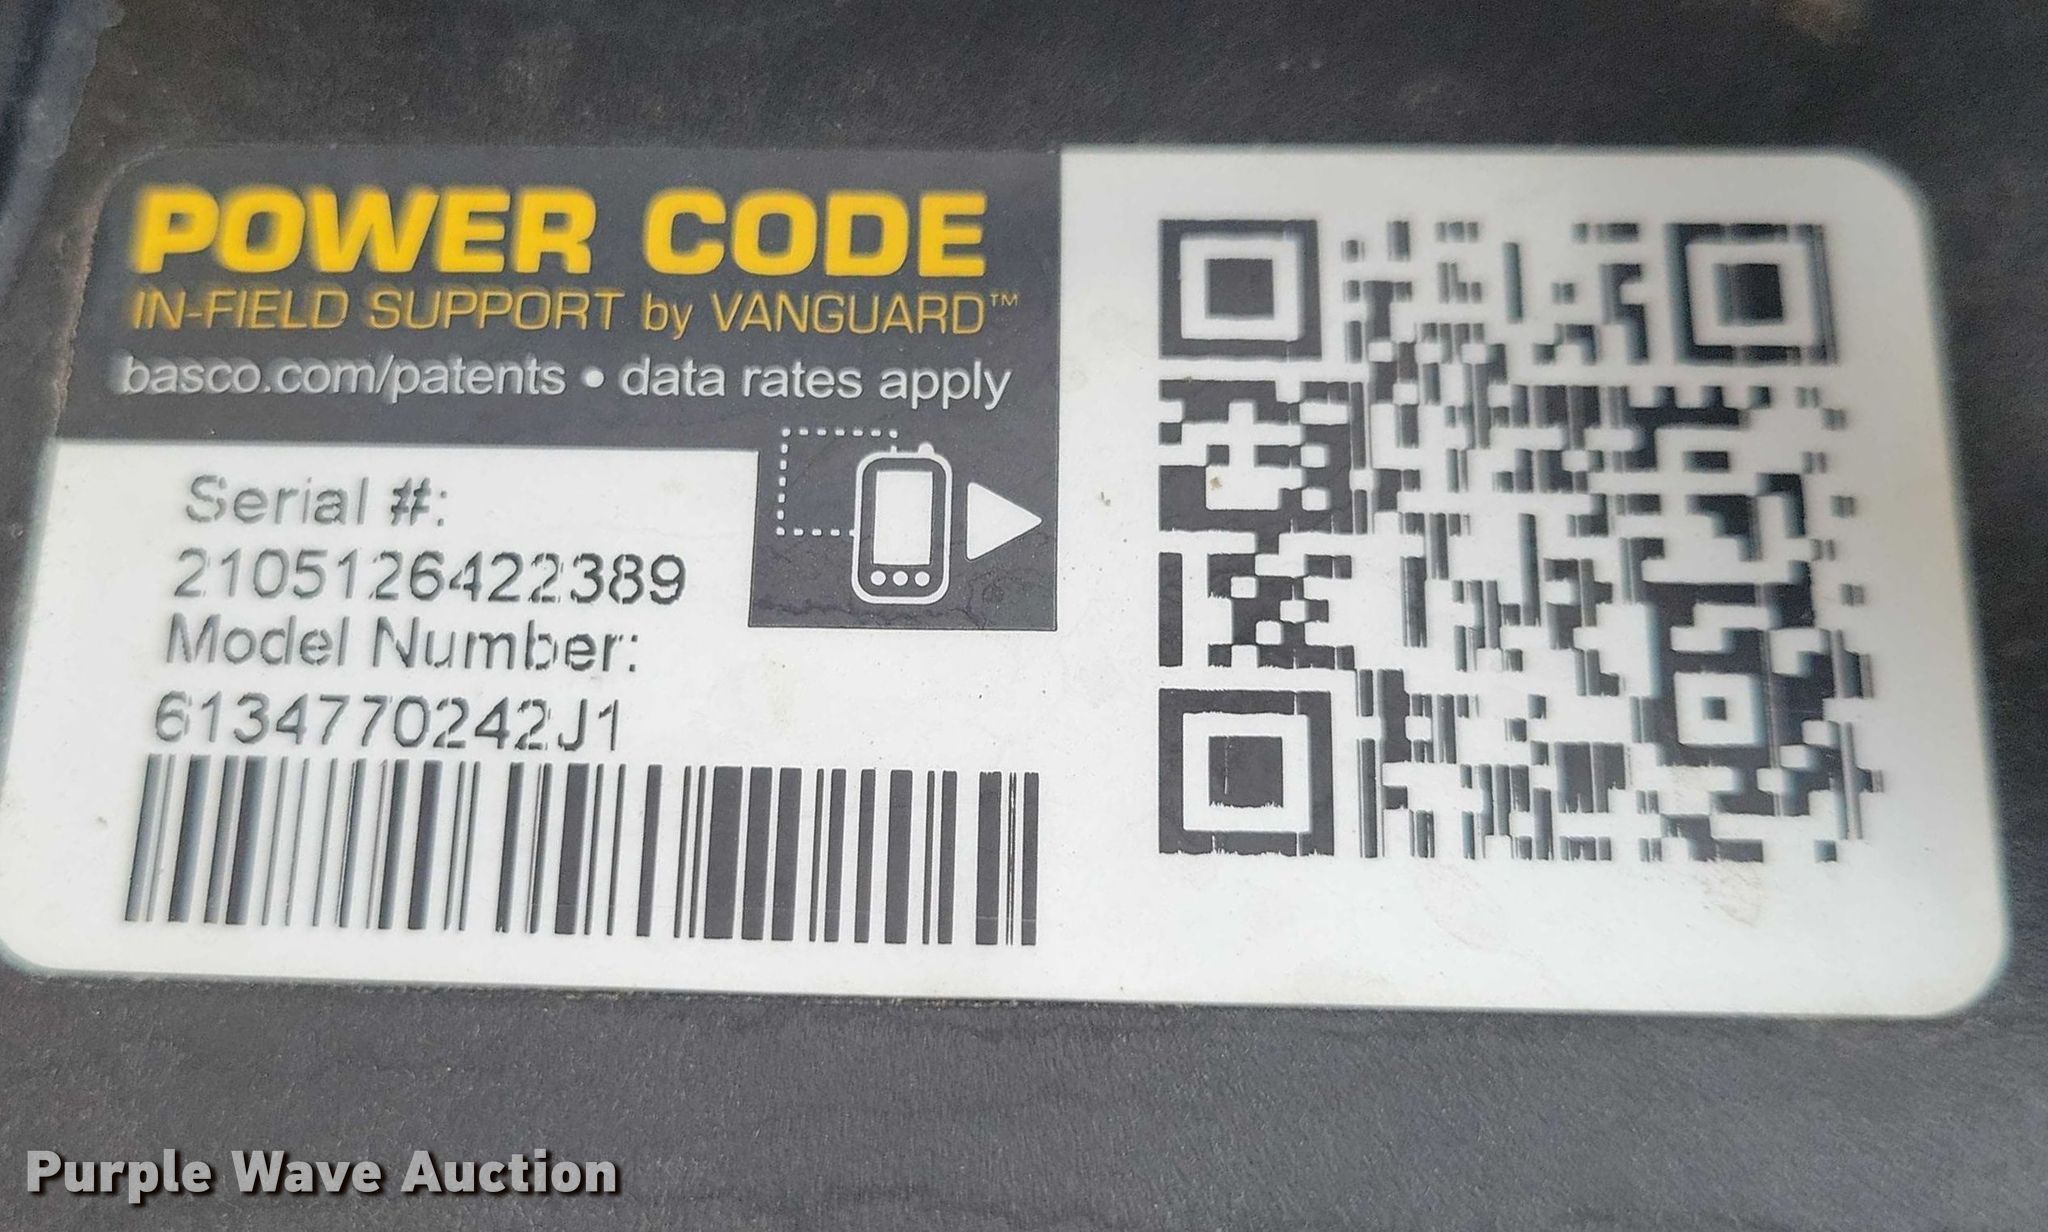 POWER CODE
IN-FIELD SUPPORT by VANGUARD™
basco.com/patents • data rates apply
Serial #:
2105126422389
Model Number:
6134770242J1
Purple Wave Auction